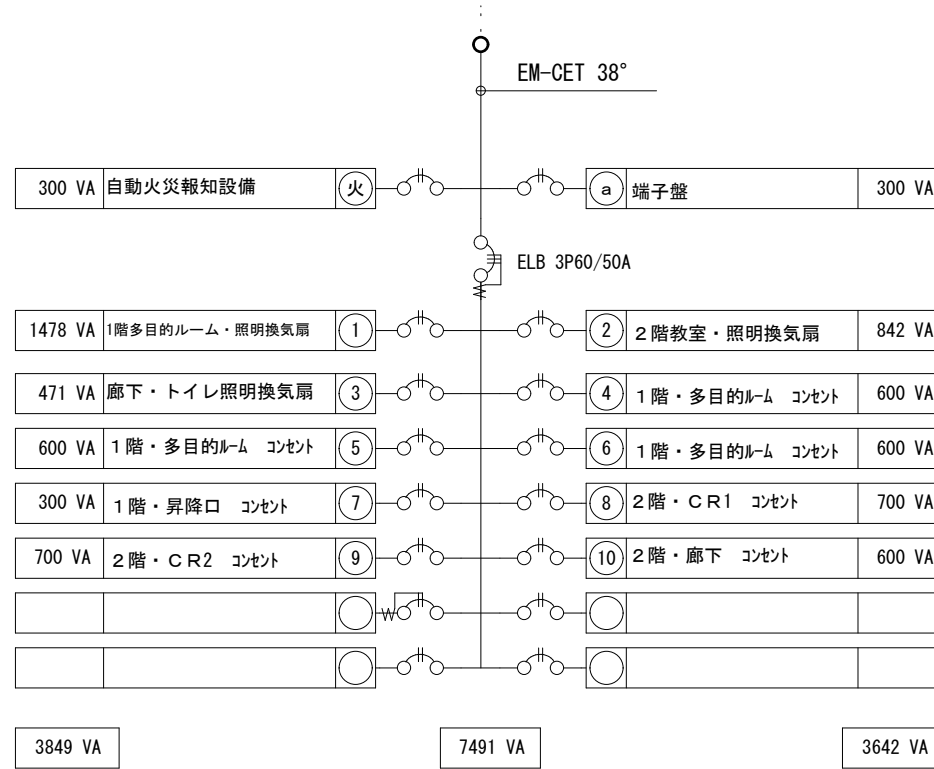 EM-CET 38°
300 VA 自動火災報知設備 火 a 端子盤 300 VA
ELB 3P60/50A
1478 VA 1階多目的ルーム・照明換気扇 1 2 2階教室・照明換気扇 842 VA
471 VA 廊下・トイレ照明換気扇 3 4 1階・多目的ﾙｰﾑ ｺﾝｾﾝﾄ 600 VA
600 VA 1階・多目的ﾙｰﾑ ｺﾝｾﾝﾄ 5 6 1階・多目的ﾙｰﾑ ｺﾝｾﾝﾄ 600 VA
300 VA 1階・昇降口 ｺﾝｾﾝﾄ 7 8 2階・CR1 ｺﾝｾﾝﾄ 700 VA
700 VA 2階・CR2 ｺﾝｾﾝﾄ 9 10 2階・廊下 ｺﾝｾﾝﾄ 600 VA
3849 VA 7491 VA 3642 VA